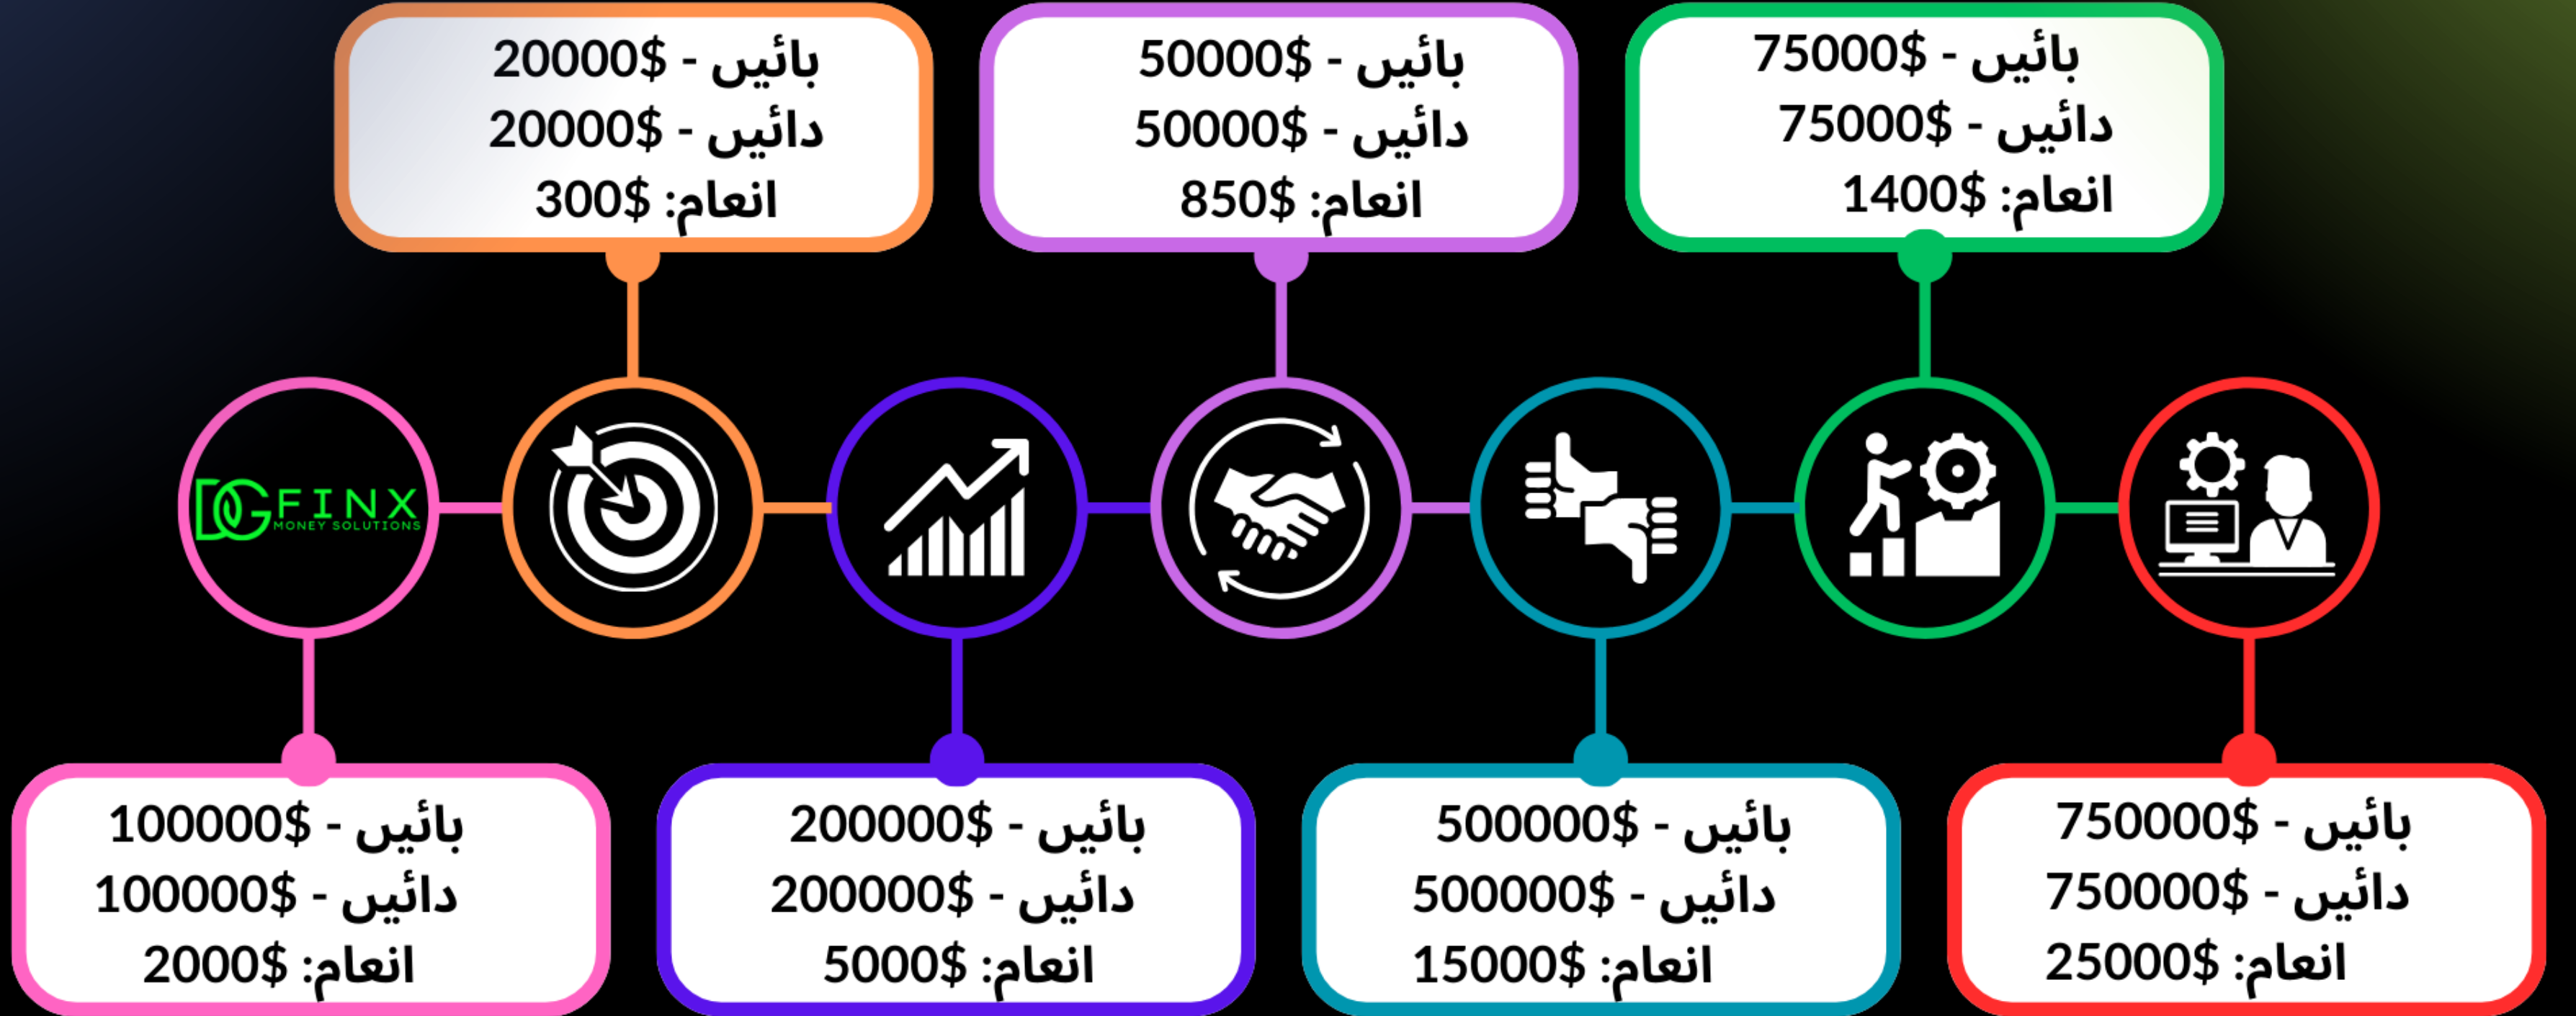 بائیں - $20000
دائیں - $20000
انعام: $300
بائیں - $50000
دائیں - $50000
انعام: $850
بائیں - $75000
دائیں - $75000
انعام: $1400
DGFINX
MONEY SOLUTIONS
بائیں - $100000
دائیں - $100000
انعام: $2000
بائیں - $200000
دائیں - $200000
انعام: $5000
بائیں - $500000
دائیں - $500000
انعام: $15000
بائیں - $750000
دائیں - $750000
انعام: $25000